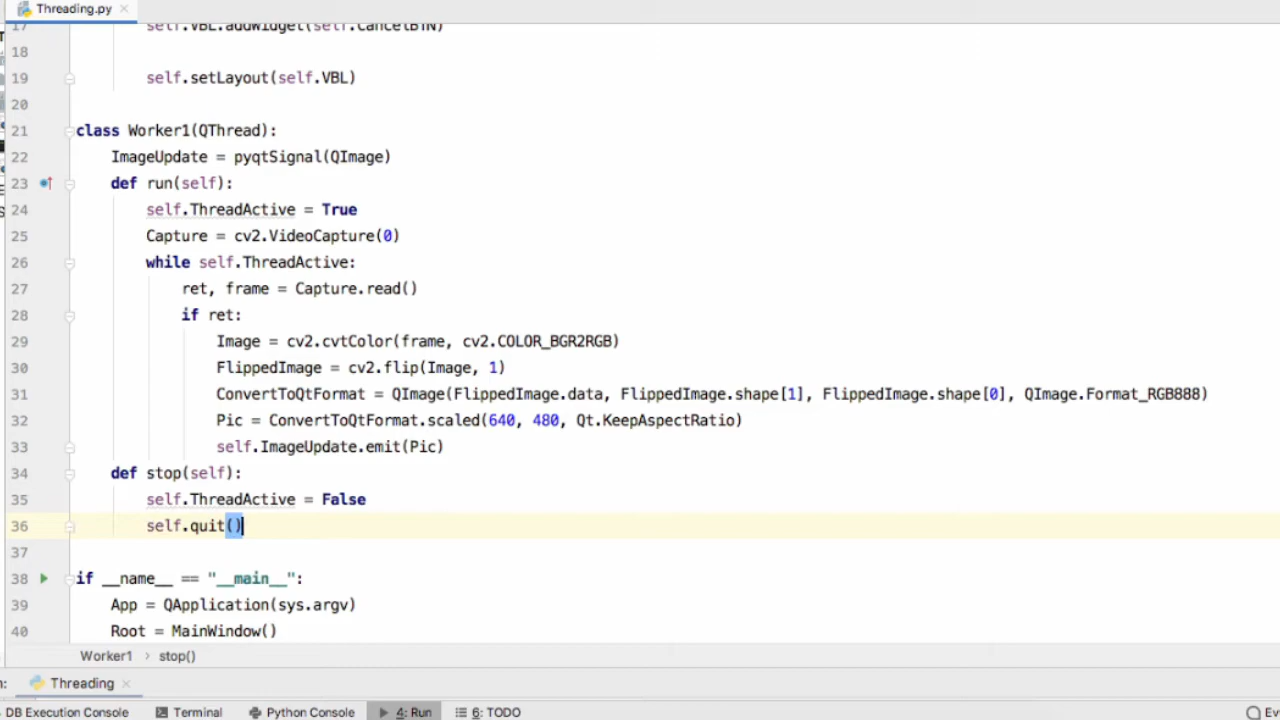 Threading.py
17 self.VBL.addWidget(self.CancelBTN)
18
19 self.setLayout(self.VBL)
20
21 class Worker1(QThread):
22 ImageUpdate = pyqtSignal(QImage)
23 def run(self):
24 self.ThreadActive = True
25 Capture = cv2.VideoCapture(0)
26 while self.ThreadActive:
27 ret, frame = Capture.read()
28 if ret:
29 Image = cv2.cvtColor(frame, cv2.COLOR_BGR2RGB)
30 FlippedImage = cv2.flip(Image, 1)
31 ConvertToQtFormat = QImage(FlippedImage.data, FlippedImage.shape[1], FlippedImage.shape[0], QImage.Format_RGB888)
32 Pic = ConvertToQtFormat.scaled(640, 480, Qt.KeepAspectRatio)
33 self.ImageUpdate.emit(Pic)
34 def stop(self):
35 self.ThreadActive = False
36 self.quit()
37
38 if __name__ == "__main__":
39 App = QApplication(sys.argv)
40 Root = MainWindow()
Worker1 › stop()
Threading
DB Execution Console Terminal Python Console 4: Run 6: TODO